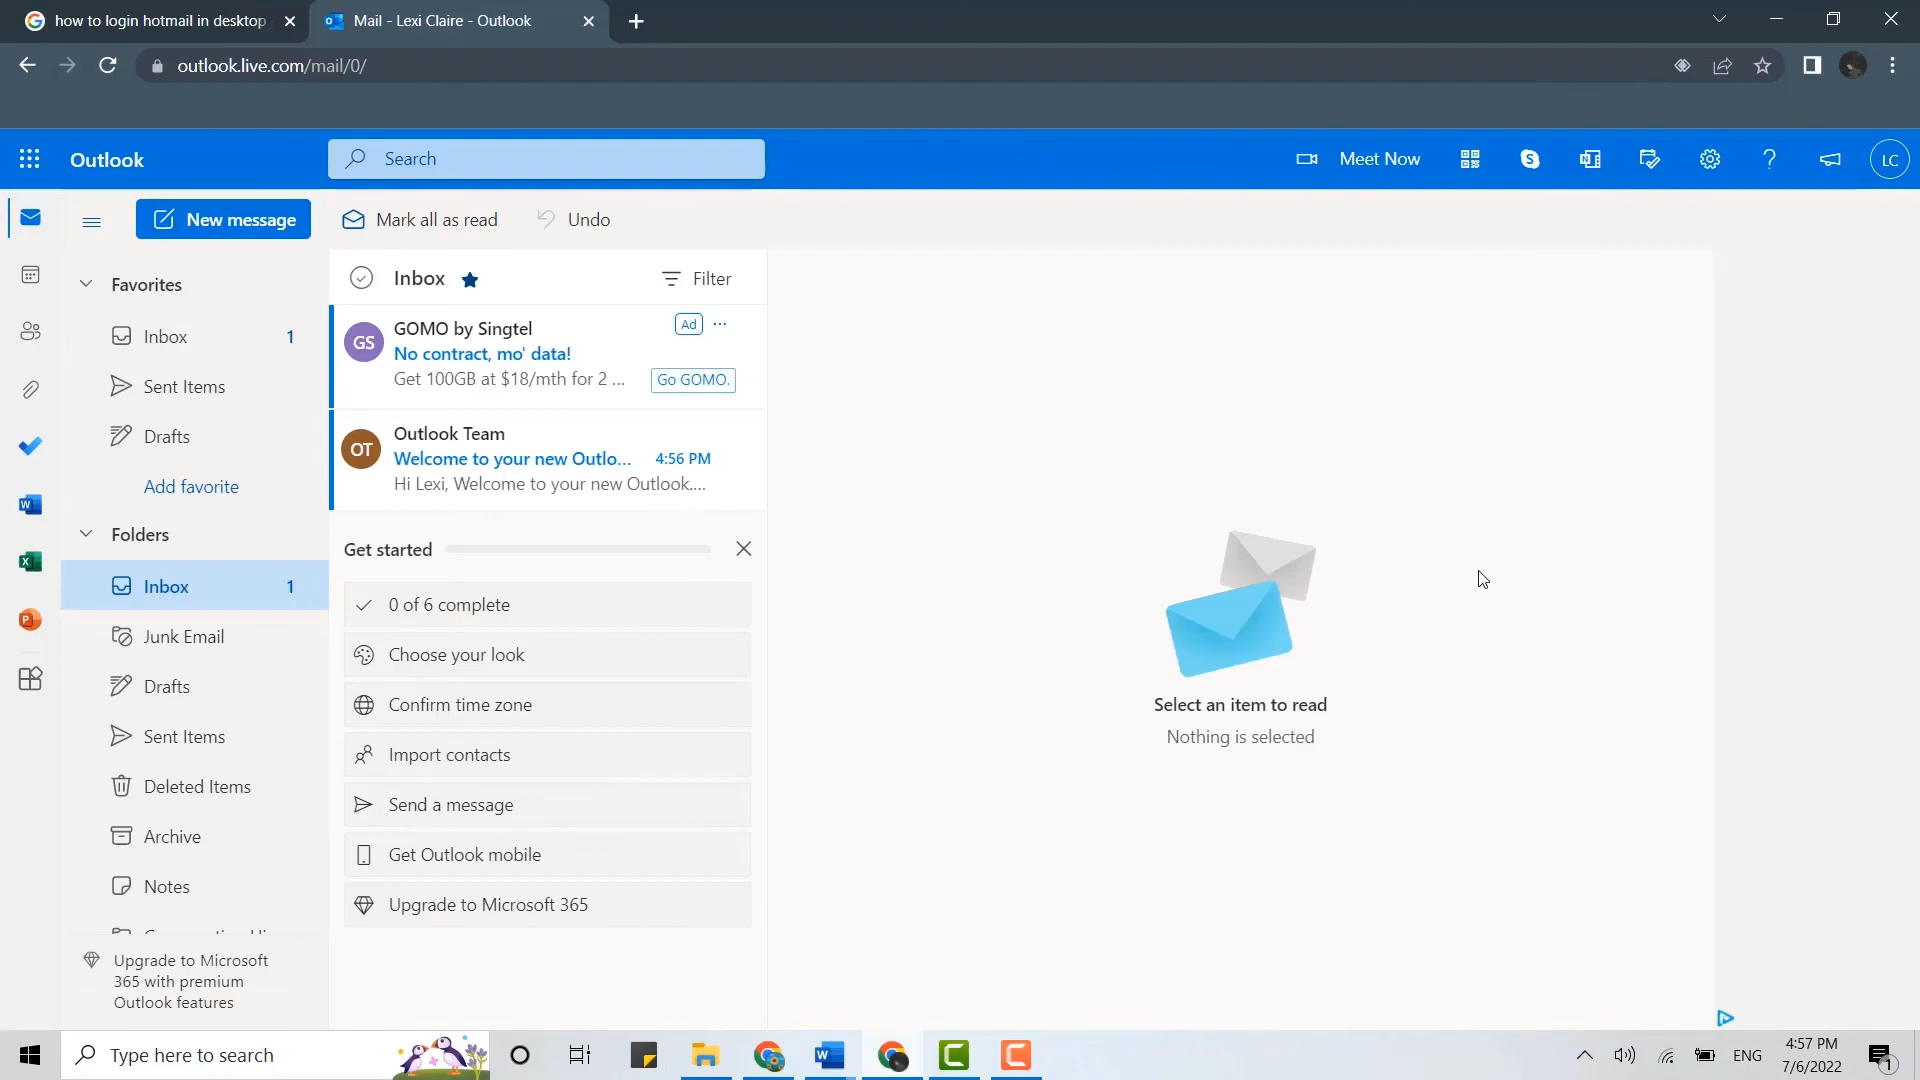 how to login hotmail in desktop
Mail - Lexi Claire - Outlook
outlook.live.com/mail/0/
Outlook
Search
Meet Now
LC
New message
Mark all as read
Undo
Favorites
Inbox 1
Sent Items
Drafts
Add favorite
Folders
Inbox 1
Junk Email
Drafts
Sent Items
Deleted Items
Archive
Notes
Upgrade to Microsoft
365 with premium
Outlook features
Inbox
Filter
GS
GOMO by Singtel
Ad
No contract, mo' data!
Get 100GB at $18/mth for 2 ...
Go GOMO.
OT
Outlook Team
Welcome to your new Outlo... 4:56 PM
Hi Lexi, Welcome to your new Outlook....
Get started
0 of 6 complete
Choose your look
Confirm time zone
Import contacts
Send a message
Get Outlook mobile
Upgrade to Microsoft 365
Select an item to read
Nothing is selected
Type here to search
ENG
4:57 PM
7/6/2022
1